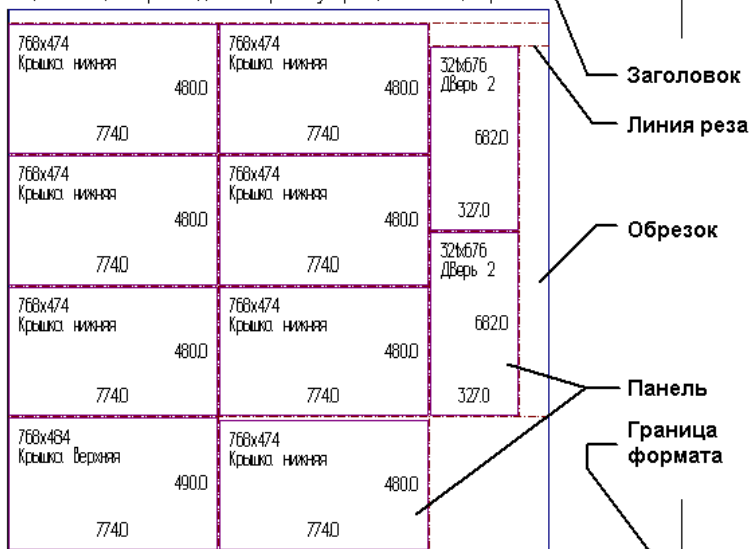 768x474
Крышка нижняя
480.0
774.0
768x474
Крышка нижняя
480.0
774.0
321x676
Дверь 2
682.0
327.0
Заголовок
Линия реза
768x474
Крышка нижняя
480.0
774.0
768x474
Крышка нижняя
480.0
774.0
321x676
Дверь 2
682.0
327.0
Обрезок
768x474
Крышка нижняя
480.0
774.0
768x474
Крышка нижняя
480.0
774.0
Панель
768x484
Крышка Верхняя
490.0
774.0
768x474
Крышка нижняя
480.0
774.0
Граница
формата